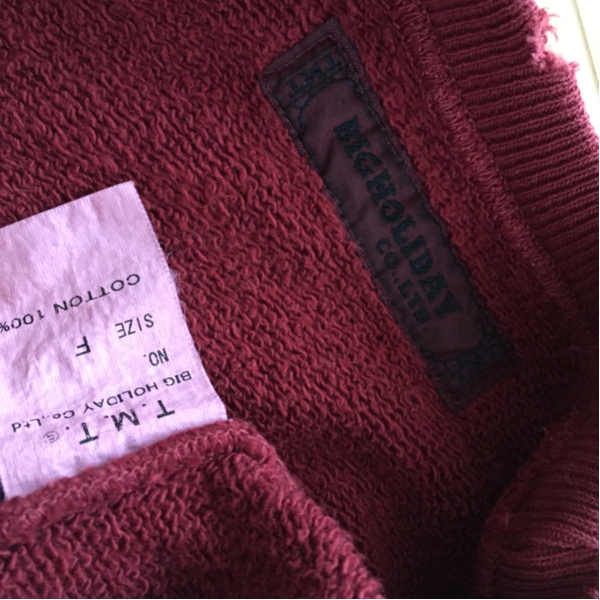 BIGHOLIDAY
CO.,LTD.
T.M.T.®
BIG HOLIDAY Co.,Ltd
NO.
SIZE F
COTTON 100%